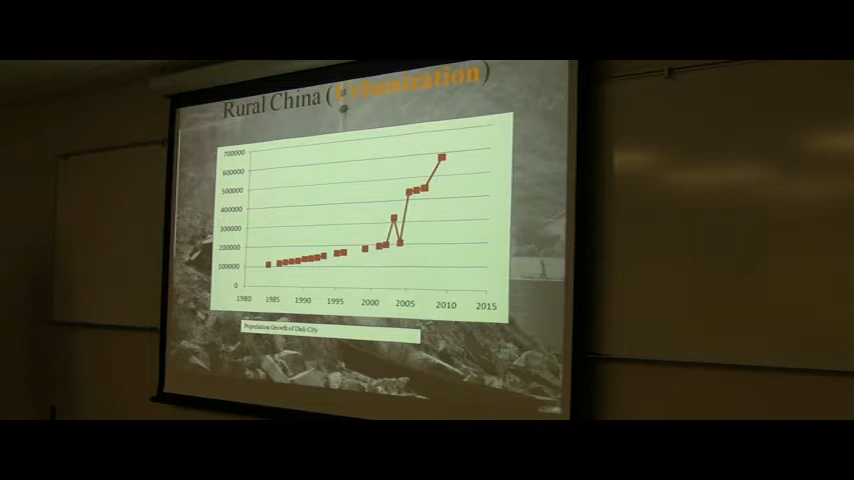 Rural China (Urbanization)
700000
600000
500000
400000
300000
200000
100000
0
1980 1985 1990 1995 2000 2005 2010 2015
Population Growth of Dali City